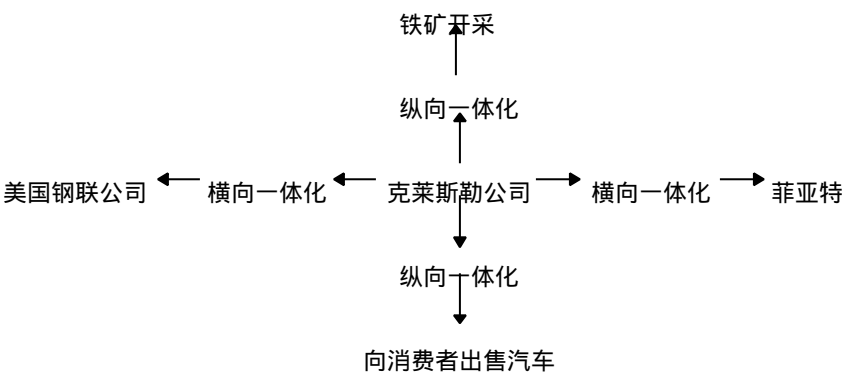 铁矿开采
纵向一体化
美国钢联公司 横向一体化 克莱斯勒公司 横向一体化 菲亚特
纵向一体化
向消费者出售汽车